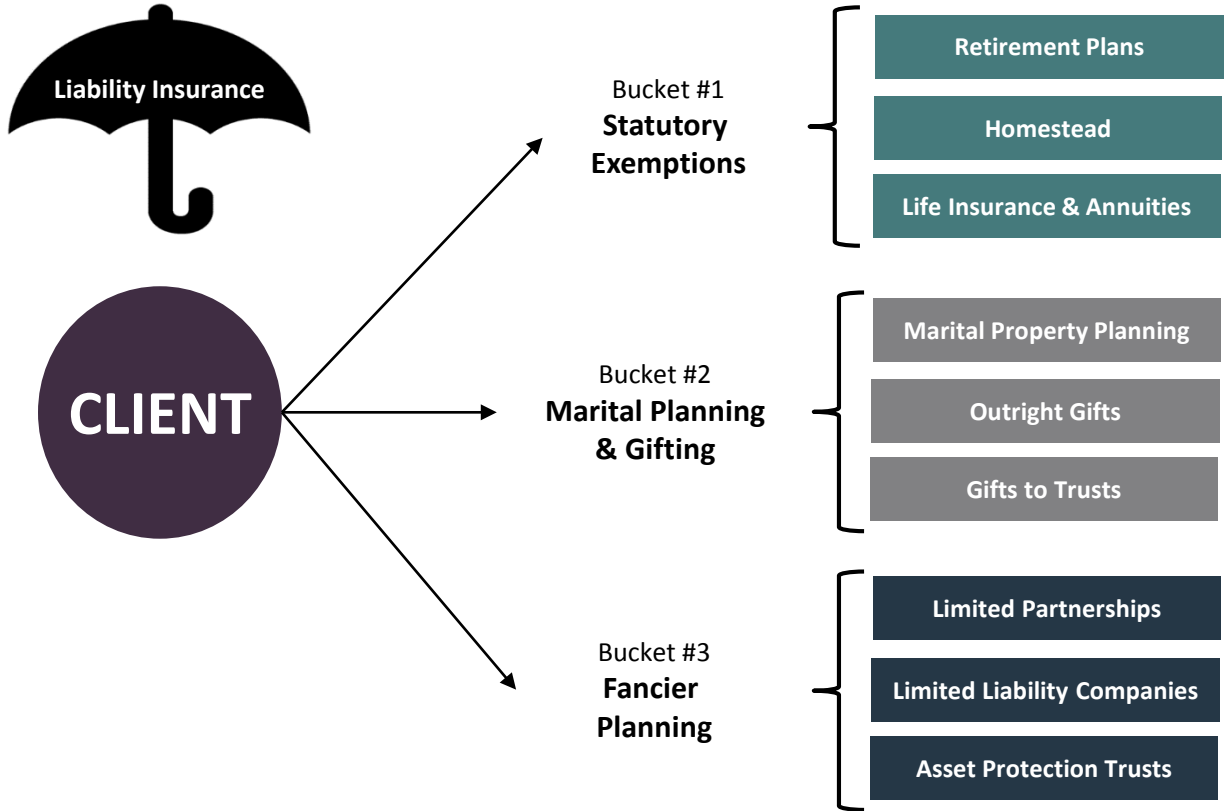 Liability Insurance
CLIENT
Bucket #1
Statutory
Exemptions
Retirement Plans
Homestead
Life Insurance & Annuities
Bucket #2
Marital Planning
& Gifting
Marital Property Planning
Outright Gifts
Gifts to Trusts
Bucket #3
Fancier
Planning
Limited Partnerships
Limited Liability Companies
Asset Protection Trusts